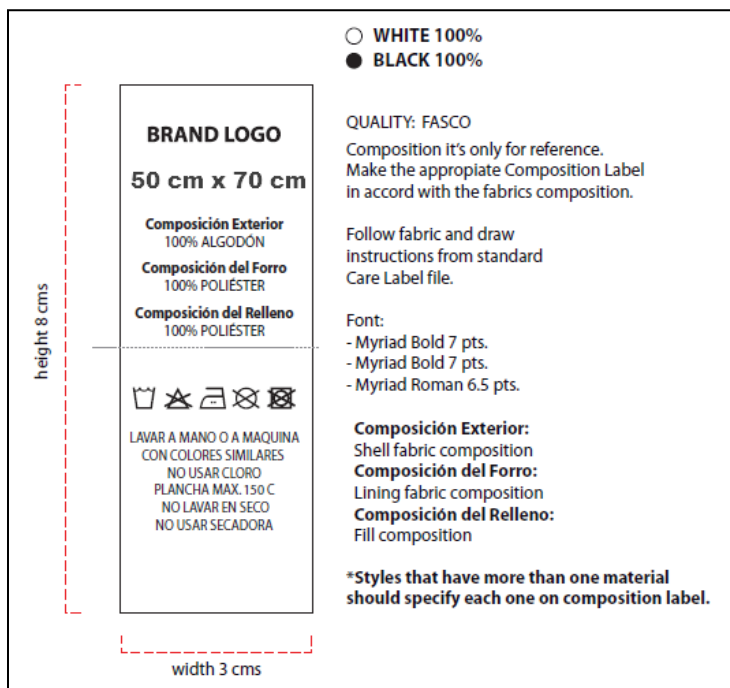 WHITE 100%
BLACK 100%
BRAND LOGO
50 cm x 70 cm
Composición Exterior
100% ALGODÓN
Composición del Forro
100% POLIÉSTER
Composición del Relleno
100% POLIÉSTER
LAVAR A MANO O A MAQUINA
CON COLORES SIMILARES
NO USAR CLORO
PLANCHA MAX. 150 C
NO LAVAR EN SECO
NO USAR SECADORA
height 8 cms
width 3 cms
QUALITY: FASCO
Composition it's only for reference.
Make the appropiate Composition Label
in accord with the fabrics composition.
Follow fabric and draw
instructions from standard
Care Label file.
Font:
- Myriad Bold 7 pts.
- Myriad Bold 7 pts.
- Myriad Roman 6.5 pts.
Composición Exterior:
Shell fabric composition
Composición del Forro:
Lining fabric composition
Composición del Relleno:
Fill composition
*Styles that have more than one material
should specify each one on composition label.